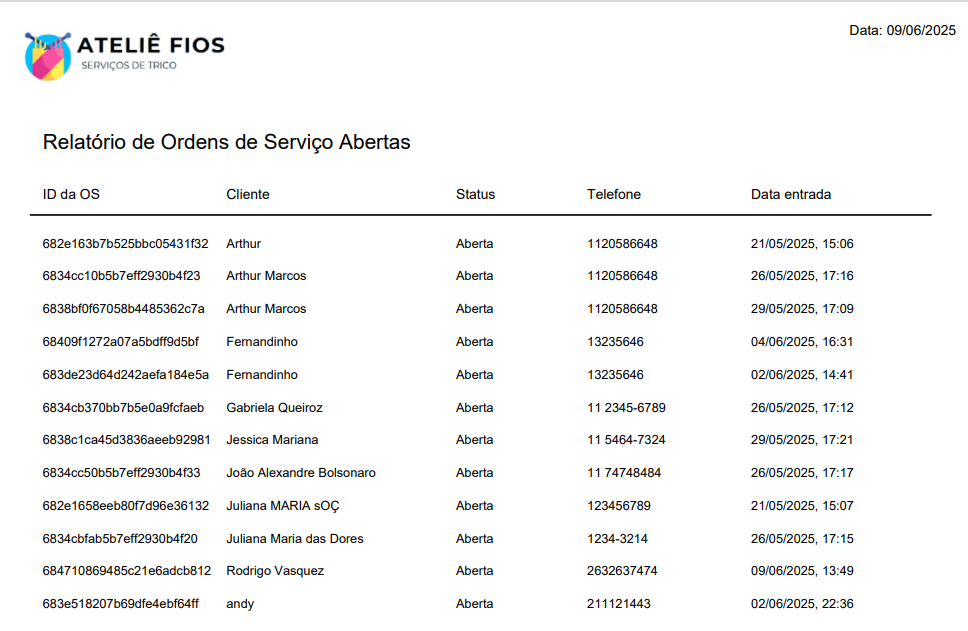 Data: 09/06/2025
ATELIÊ FIOS
SERVIÇOS DE TRICO
Relatório de Ordens de Serviço Abertas
ID da OS Cliente Status Telefone Data entrada
682e163b7b525bbc05431f32 Arthur Aberta 1120586648 21/05/2025, 15:06
6834cc10b5b7eff2930b4f23 Arthur Marcos Aberta 1120586648 26/05/2025, 17:16
6838bf0f67058b4485362c7a Arthur Marcos Aberta 1120586648 29/05/2025, 17:09
68409f1272a07a5bdff9d5bf Fernandinho Aberta 13235646 04/06/2025, 16:31
683de23d64d242aefa184e5a Fernandinho Aberta 13235646 02/06/2025, 14:41
6834cb370bb7b5e0a9fcfaeb Gabriela Queiroz Aberta 11 2345-6789 26/05/2025, 17:12
6838c1ca45d3836aeeb92981 Jessica Mariana Aberta 11 5464-7324 29/05/2025, 17:21
6834cc50b5b7eff2930b4f33 João Alexandre Bolsonaro Aberta 11 74748484 26/05/2025, 17:17
682e1658eeb80f7d96e36132 Juliana MARIA sOÇ Aberta 123456789 21/05/2025, 15:07
6834cbfab5b7eff2930b4f20 Juliana Maria das Dores Aberta 1234-3214 26/05/2025, 17:15
684710869485c21e6adcb812 Rodrigo Vasquez Aberta 2632637474 09/06/2025, 13:49
683e518207b69dfe4ebf64ff andy Aberta 211121443 02/06/2025, 22:36